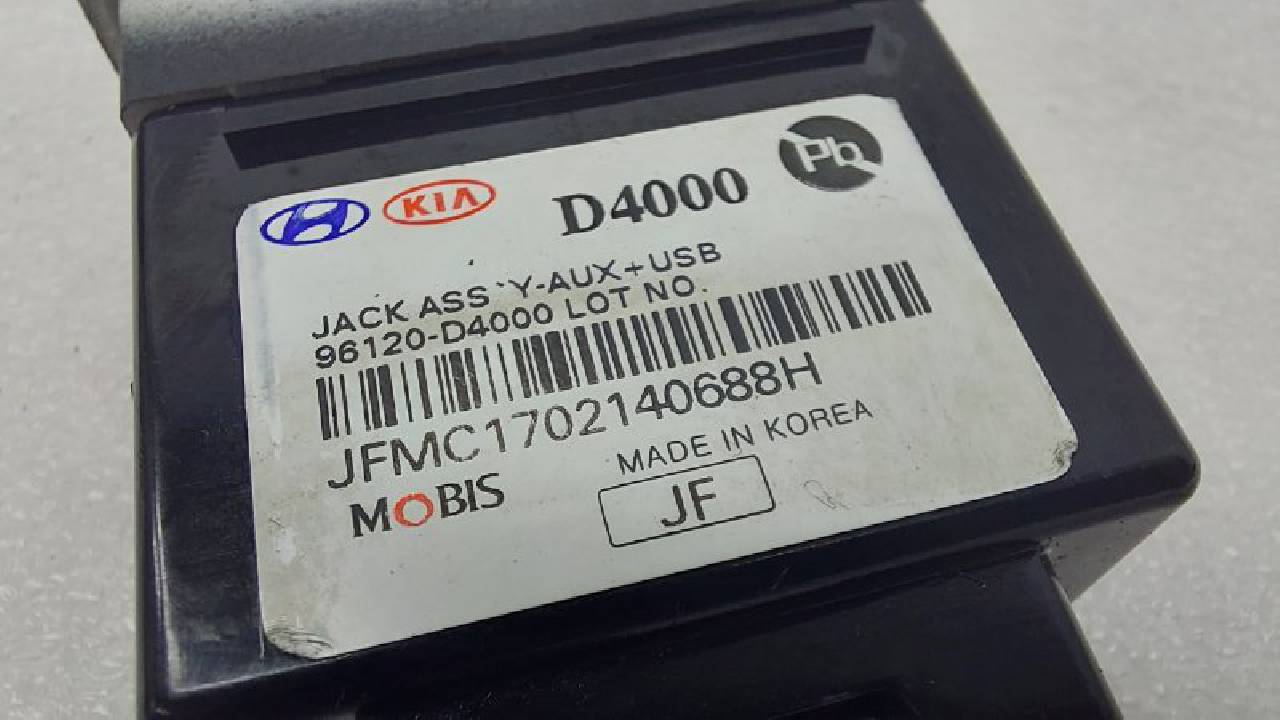 KIA D4000 Pb
JACK ASS'Y-AUX+USB
96120-D4000 LOT NO.
JFMC1702140688H
MADE IN KOREA
MOBIS
JF